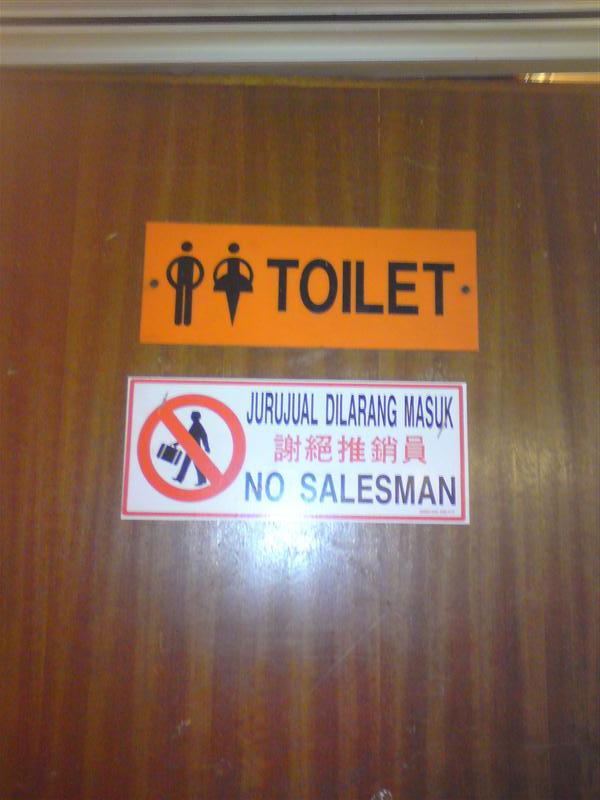 TOILET
JURUJUAL DILARANG MASUK
謝絕推銷員
NO SALESMAN